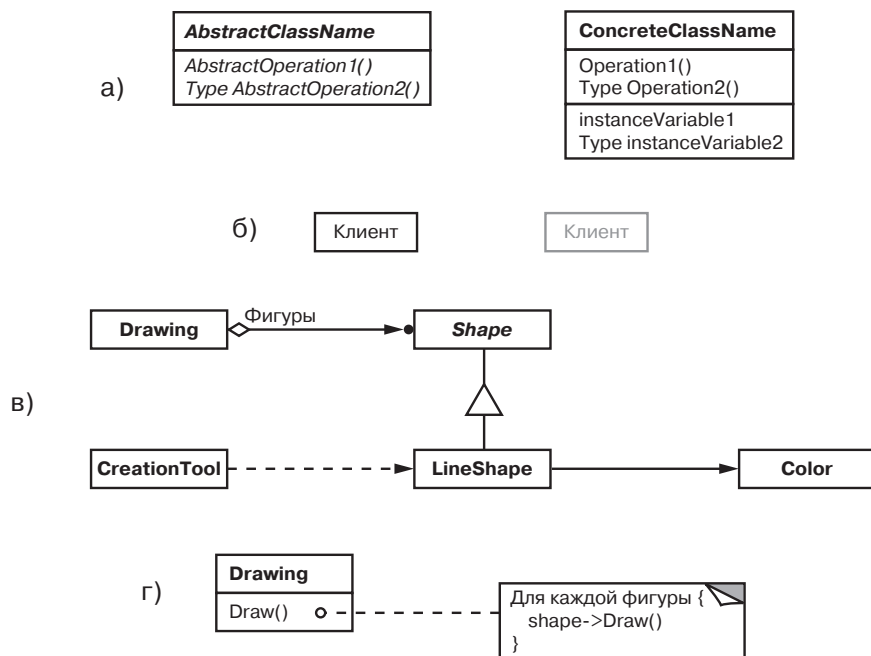 а)
AbstractClassName
AbstractOperation1()
Type AbstractOperation2()
ConcreteClassName
Operation1()
Type Operation2()
instanceVariable1
Type instanceVariable2
б)
Клиент
Клиент
в)
Drawing
Фигуры
Shape
CreationTool
LineShape
Color
г)
Drawing
Draw()
Для каждой фигуры {
shape->Draw()
}